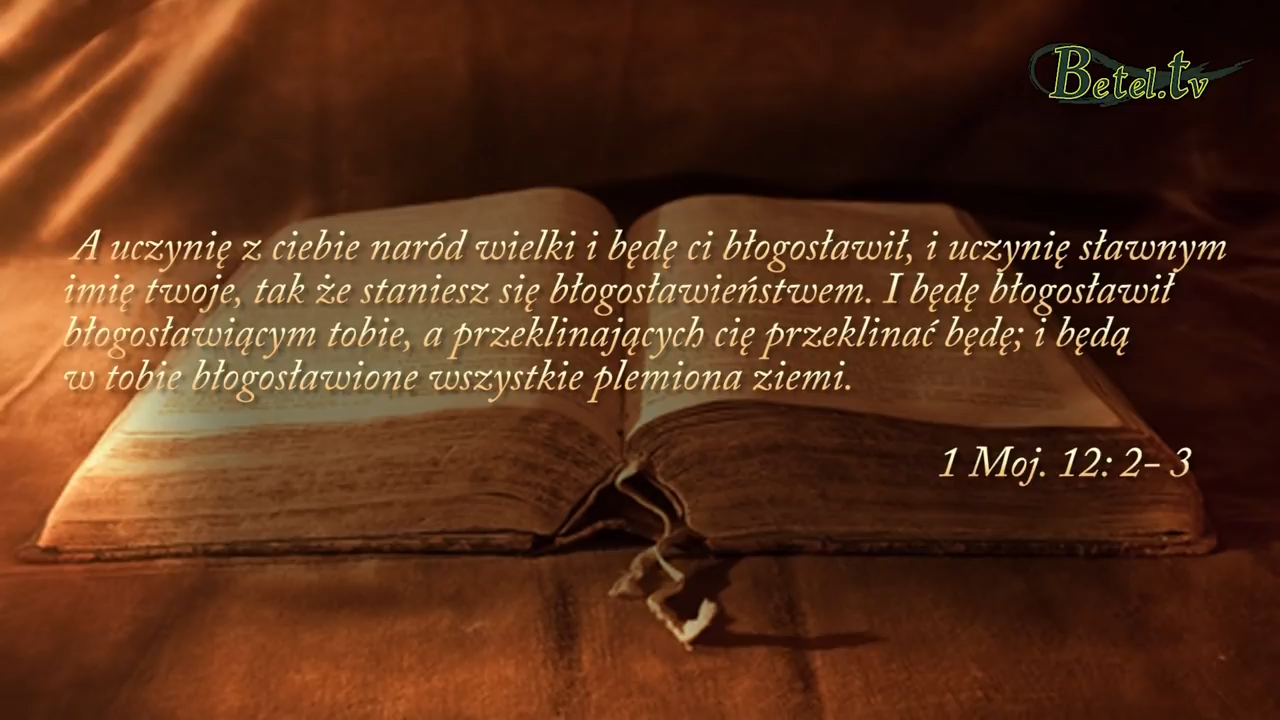 Betel.tv
A uczynię z ciebie naród wielki i będę ci błogosławił, i uczynię sławnym
imię twoje, tak że staniesz się błogosławieństwem. I będę błogosławił
błogosławiącym tobie, a przeklinających cię przeklinać będę; i będą
w tobie błogosławione wszystkie plemiona ziemi.
1 Moj. 12: 2- 3